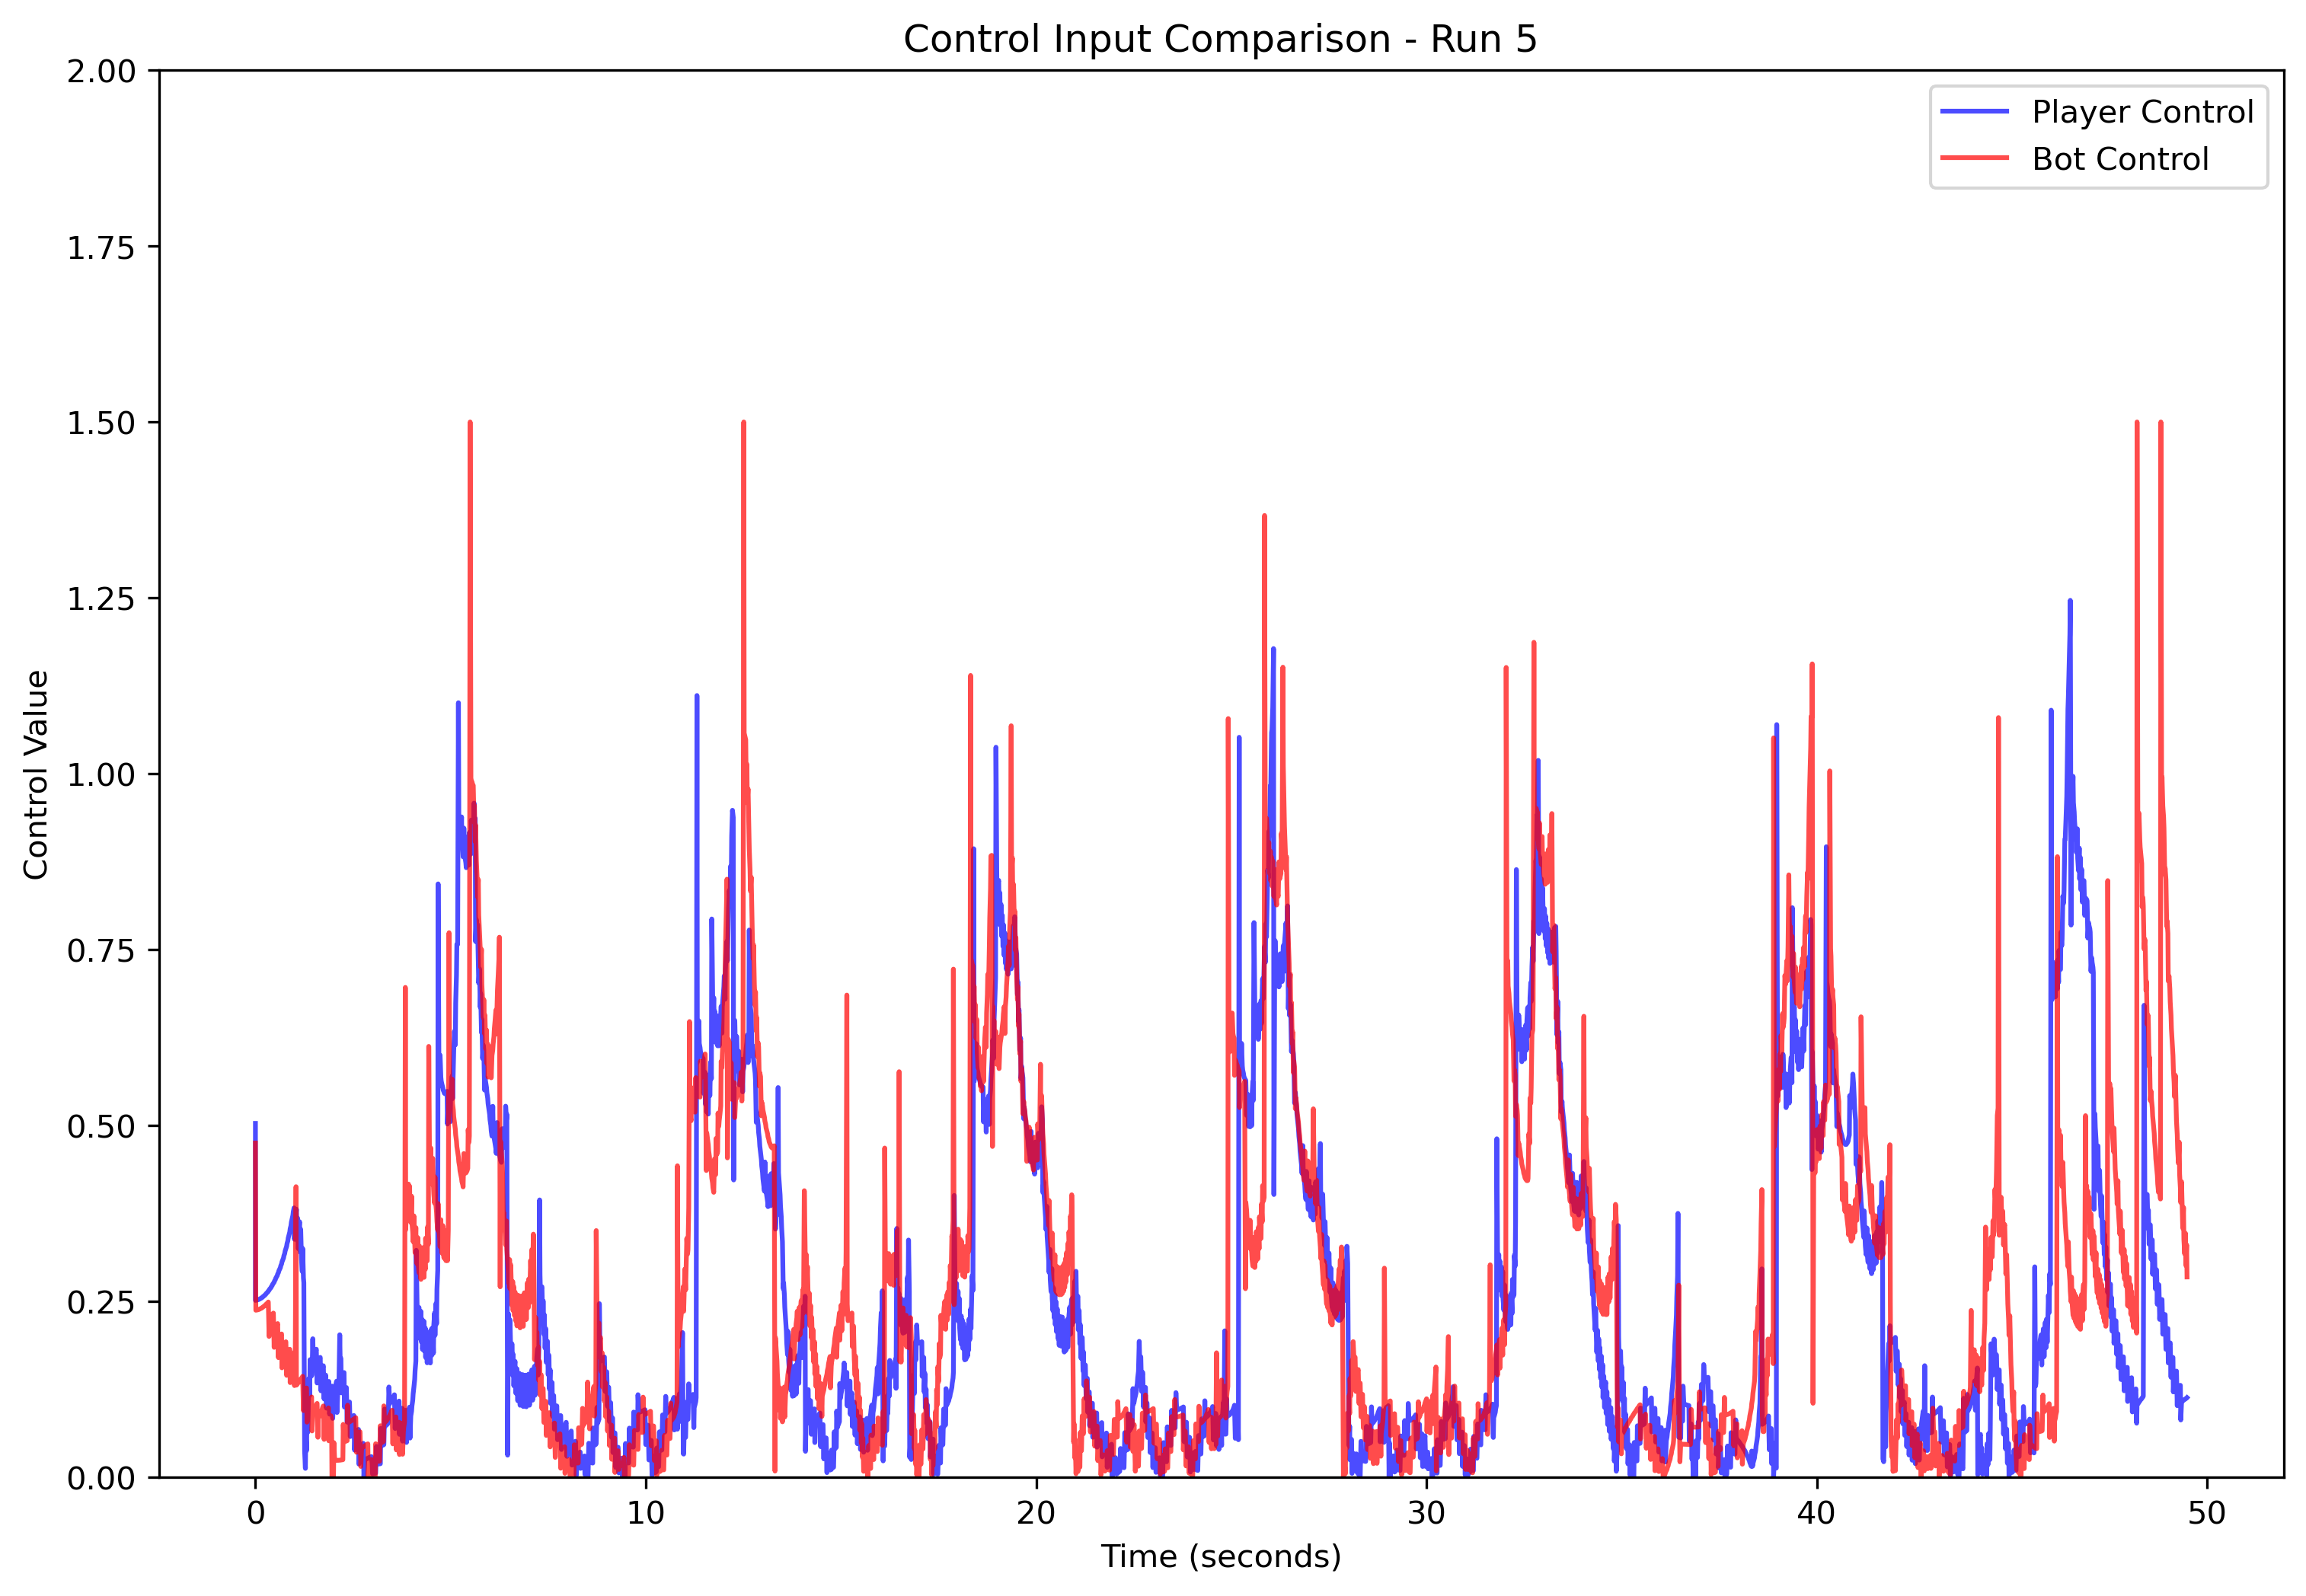 Control Input Comparison - Run 5
Player Control
Bot Control
Control Value
2.00
1.75
1.50
1.25
1.00
0.75
0.50
0.25
0.00
0 10 20 30 40 50
Time (seconds)